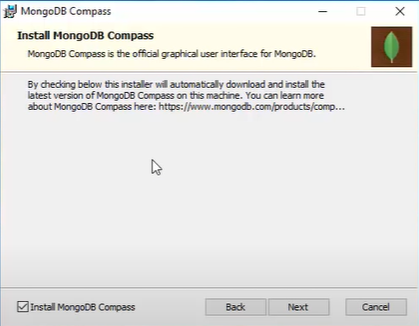 MongoDB Compass
Install MongoDB Compass
MongoDB Compass is the official graphical user interface for MongoDB.
By checking below this installer will automatically download and install the
latest version of MongoDB Compass on this machine. You can learn more
about MongoDB Compass here: https://www.mongodb.com/products/comp...
Install MongoDB Compass
Back
Next
Cancel